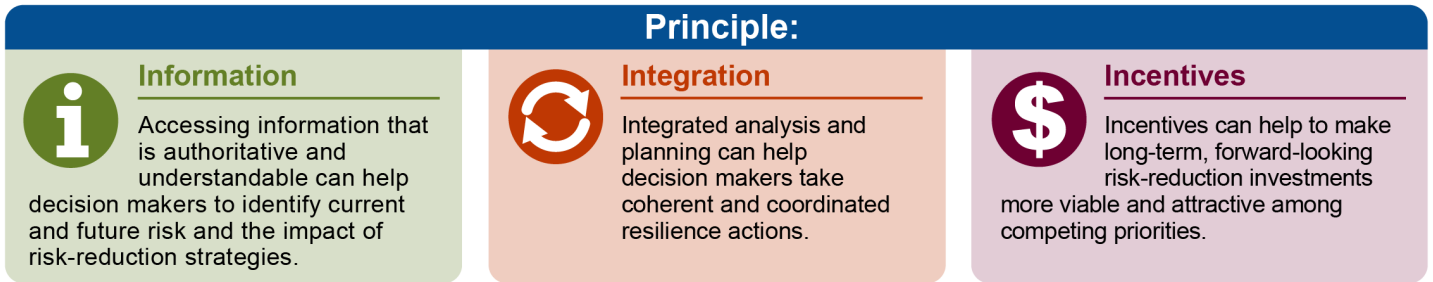 Principle:
Information
Accessing information that
is authoritative and
understandable can help
decision makers to identify current
and future risk and the impact of
risk-reduction strategies.
Integration
Integrated analysis and
planning can help
decision makers take
coherent and coordinated
resilience actions.
Incentives
Incentives can help to make
long-term, forward-looking
risk-reduction investments
more viable and attractive among
competing priorities.